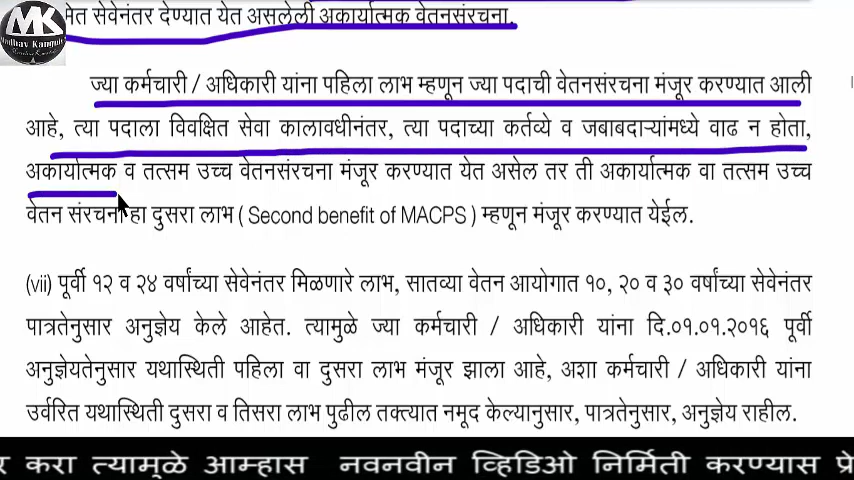 MK
Madhav Kangule
मित सेवेनंतर देण्यात येत असलेली अकार्यात्मक वेतनसंरचना.
ज्या कर्मचारी / अधिकारी यांना पहिला लाभ म्हणून ज्या पदाची वेतनसंरचना मंजूर करण्यात आली
आहे, त्या पदाला विवक्षित सेवा कालावधीनंतर, त्या पदाच्या कर्तव्ये व जबाबदाऱ्यांमध्ये वाढ न होता,
अकार्यात्मक व तत्सम उच्च वेतनसंरचना मंजूर करण्यात येत असेल तर ती अकार्यात्मक वा तत्सम उच्च
वेतन संरचना हा दुसरा लाभ ( Second benefit of MACPS ) म्हणून मंजूर करण्यात येईल.
(vii) पूर्वी १२ व २४ वर्षांच्या सेवेनंतर मिळणारे लाभ, सातव्या वेतन आयोगात १०, २० व ३० वर्षाच्या सेवेनंतर
पात्रतेनुसार अनुज्ञेय केले आहेत. त्यामुळे ज्या कर्मचारी / अधिकारी यांना दि.०१.०१.२०१६ पूर्वी
अनुज्ञेयतेनुसार यथास्थिती पहिला वा दुसरा लाभ मंजूर झाला आहे, अशा कर्मचारी / अधिकारी यांना
उर्वरित यथास्थिती दुसरा व तिसरा लाभ पुढील तक्त्यात नमूद केल्यानुसार, पात्रतेनुसार, अनुज्ञेय राहील.
र करा त्यामुळे आम्हास नवनवीन व्हिडिओ निर्मिती करण्यास प्रे